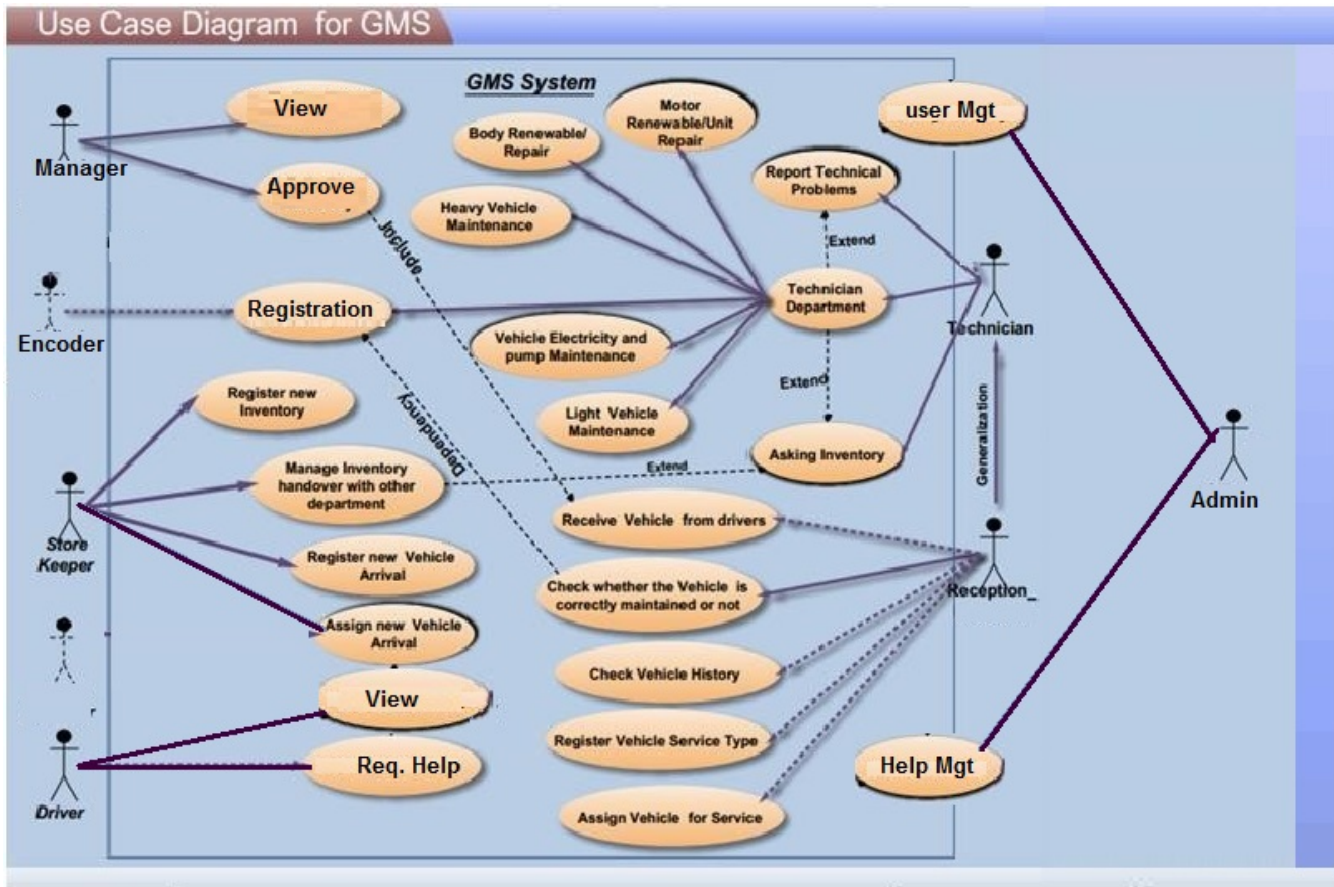 Use Case Diagram for GMS
GMS System
Manager
View
Approve
Include
Encoder
Registration
Dependency
Register new
Inventory
Manage Inventory
handover with other
department
Register new Vehicle
Arrival
Assign new Vehicle
Arrival
Store
Keeper
View
Req. Help
Driver
Body Renewable/
Repair
Motor
Renewable/Unit
Repair
Heavy Vehicle
Maintenance
Vehicle Electricity and
pump Maintenance
Light Vehicle
Maintenance
Report Technical
Problems
Extend
Technician
Department
Extend
Asking Inventory
Extend
Receive Vehicle from drivers
Check whether the Vehicle is
correctly maintained or not
Check Vehicle History
Register Vehicle Service Type
Assign Vehicle for Service
user Mgt
Technician
Generalization
Reception_
Help Mgt
Admin